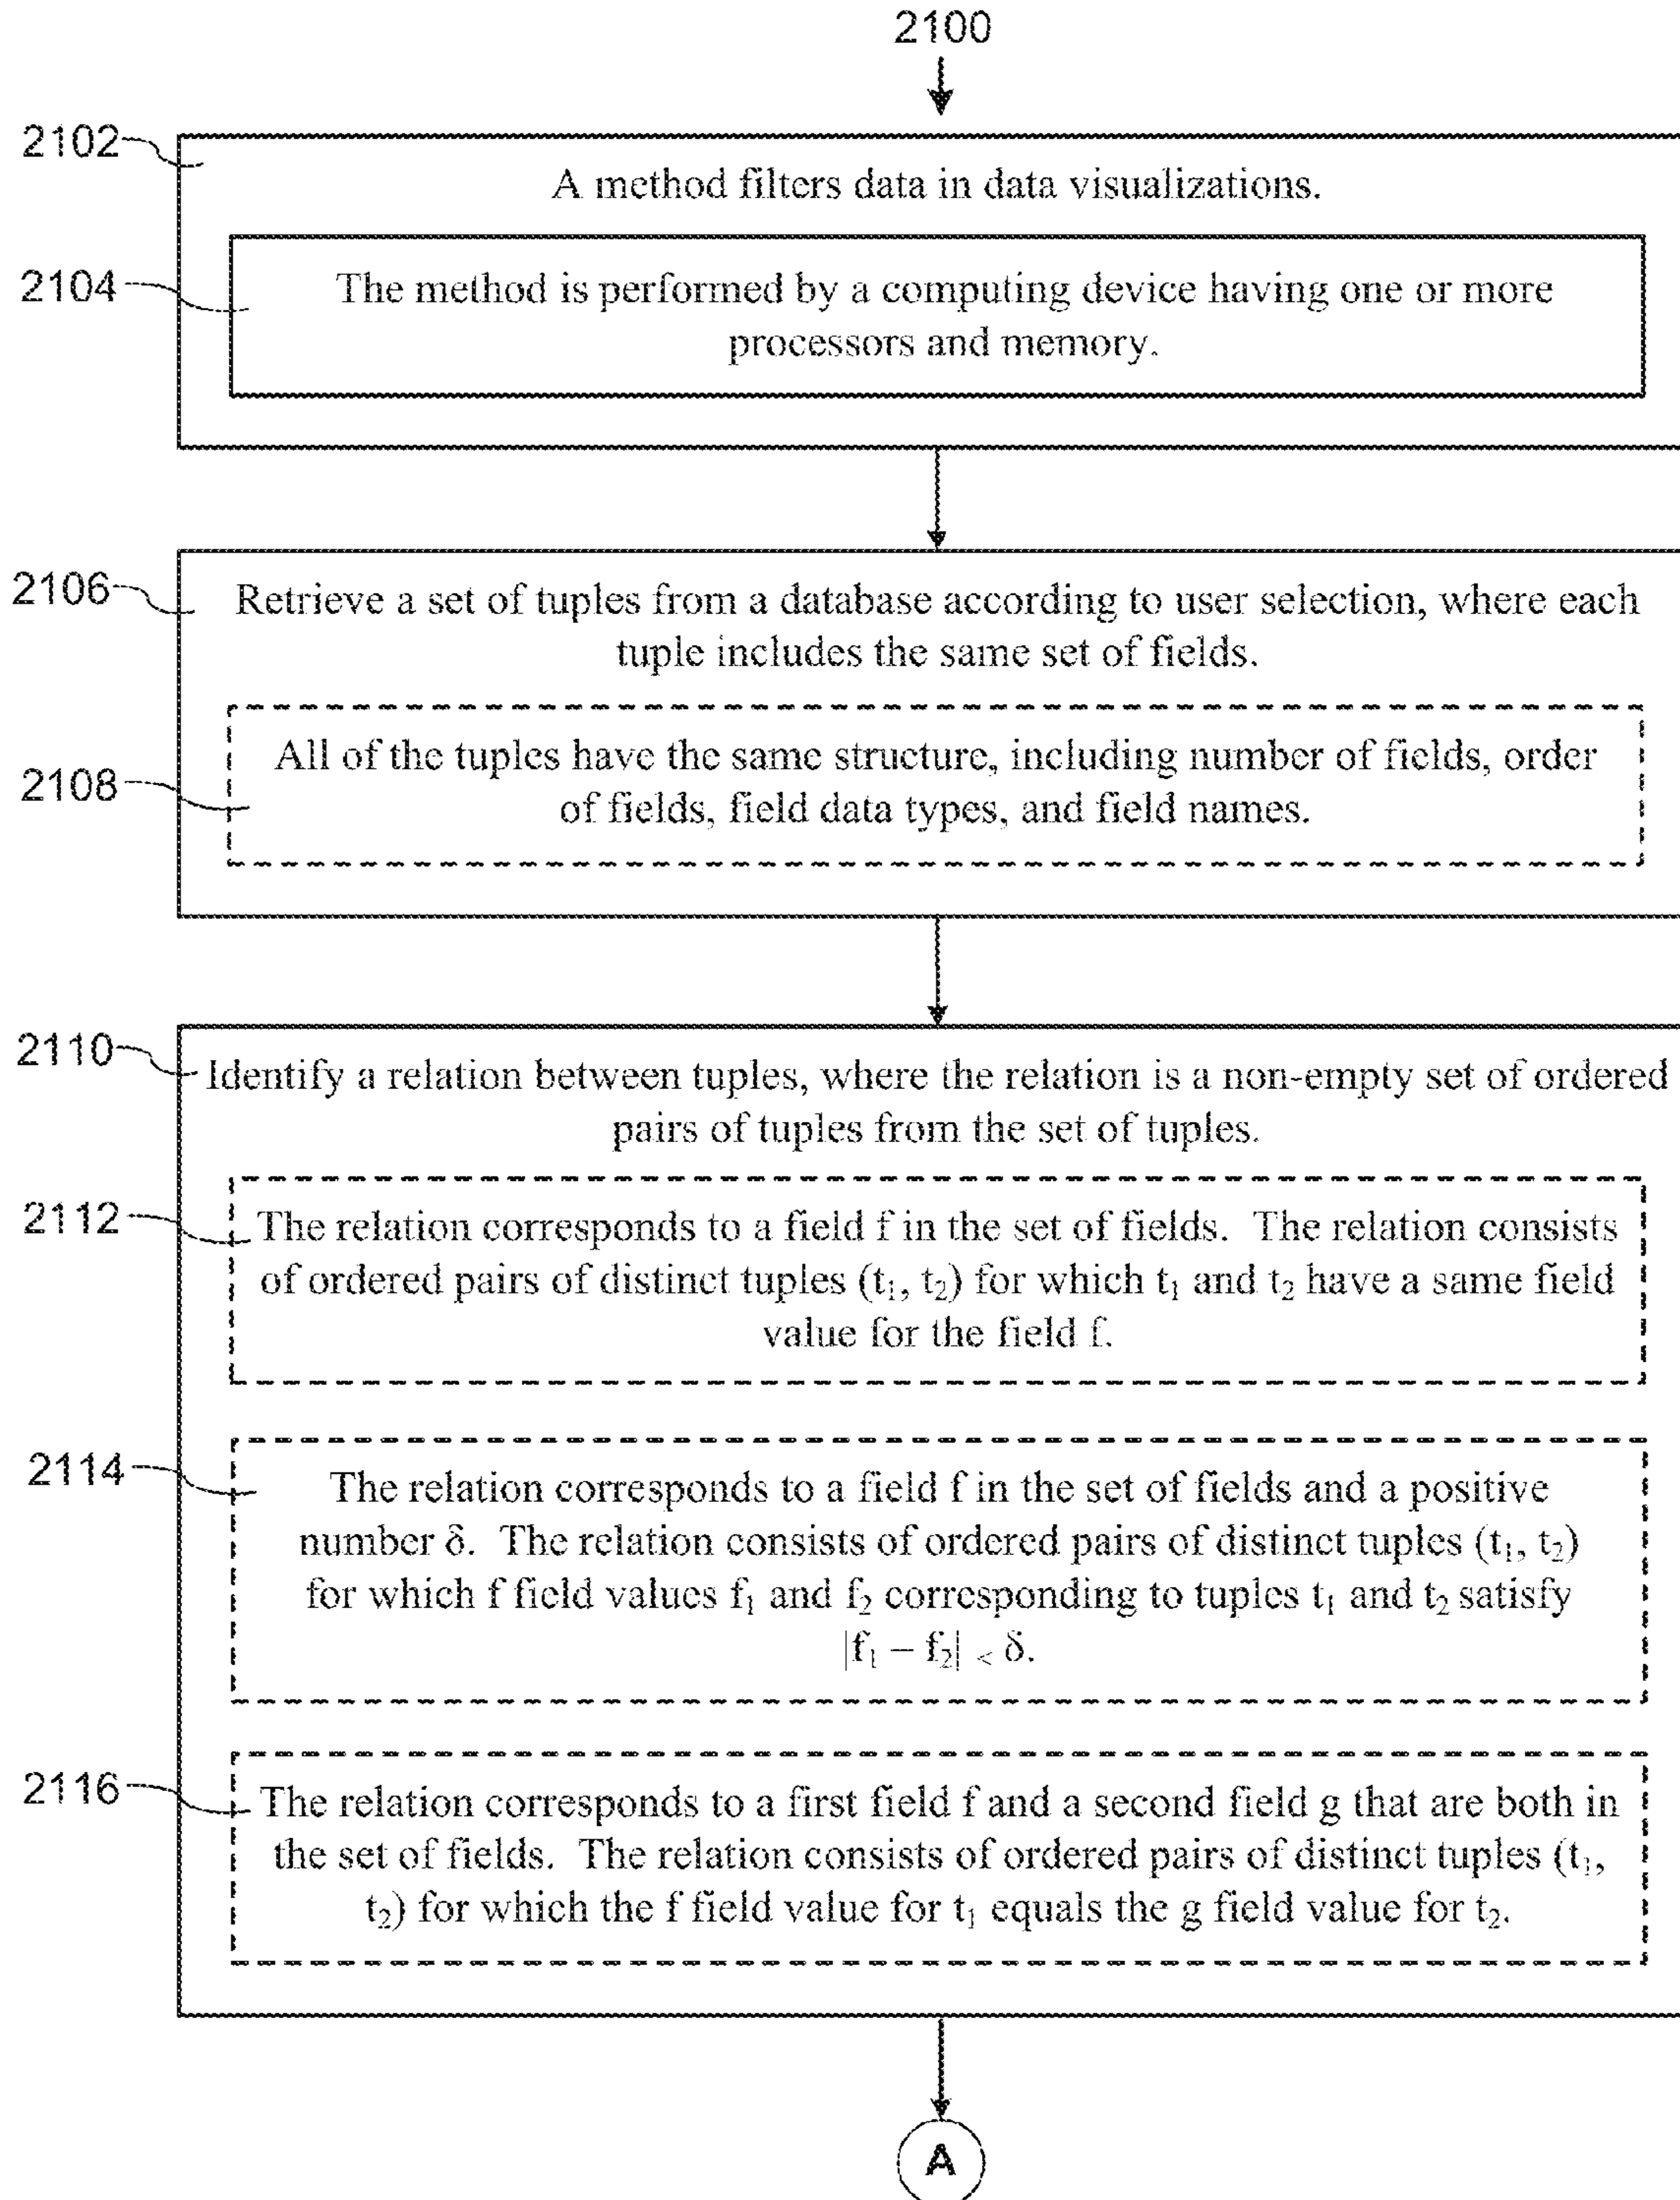 2100
2102
A method filters data in data visualizations.
2104
The method is performed by a computing device having one or more
processors and memory.
2106
Retrieve a set of tuples from a database according to user selection, where each
tuple includes the same set of fields.
2108
All of the tuples have the same structure, including number of fields, order
of fields, field data types, and field names.
2110
Identify a relation between tuples, where the relation is a non-empty set of ordered
pairs of tuples from the set of tuples.
2112
The relation corresponds to a field f in the set of fields. The relation consists
of ordered pairs of distinct tuples (t₁, t₂) for which t₁ and t₂ have a same field
value for the field f.
2114
The relation corresponds to a field f in the set of fields and a positive
number δ. The relation consists of ordered pairs of distinct tuples (t₁, t₂)
for which f field values f₁ and f₂ corresponding to tuples t₁ and t₂ satisfy
|f₁ – f₂| < δ.
2116
The relation corresponds to a first field f and a second field g that are both in
the set of fields. The relation consists of ordered pairs of distinct tuples (t₁,
t₂) for which the f field value for t₁ equals the g field value for t₂.
A